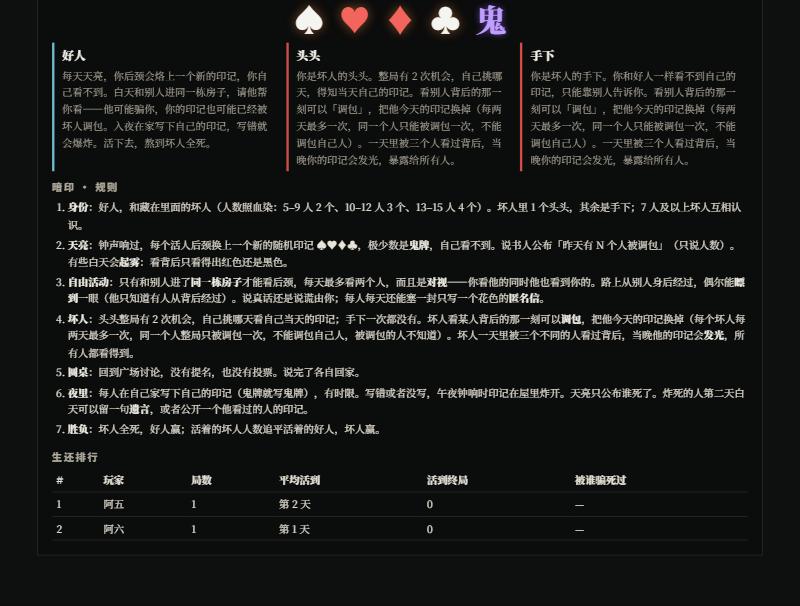 ♠ ♥ ♦ ♣ 鬼
好人
每天天亮，你后颈会烙上一个新的印记，你自
己看不到。白天和别人进同一栋房子，请他帮
你看——他可能骗你，你的印记也可能已经被
坏人调包。入夜在家写下自己的印记，写错就
会爆炸。活下去，熬到坏人全死。
头头
你是坏人的头头。整局有 2 次机会，自己挑哪
天，得知当天自己的印记。看别人背后的那一
刻可以「调包」，把他今天的印记换掉（每两
天最多一次，同一个人只能被调包一次，不能
调包自己人）。一天里被三个人看过背后，当
晚你的印记会发光，暴露给所有人。
手下
你是坏人的手下。你和好人一样看不到自己的
印记，只能靠别人告诉你。看别人背后的那一
刻可以「调包」，把他今天的印记换掉（每两
天最多一次，同一个人只能被调包一次，不能
调包自己人）。一天里被三个人看过背后，当
晚你的印记会发光，暴露给所有人。
暗印 · 规则
1. 身份：好人，和藏在里面的坏人（人数照血染：5–9 人 2 个、10–12 人 3 个、13–15 人 4 个）。坏人里 1 个头头，其余是手下；7 人及以上坏人互相认
识。
2. 天亮：钟声响过，每个活人后颈换上一个新的随机印记 ♠♥♦♣，极少数是鬼牌，自己看不到。说书人公布「昨天有 N 个人被调包」（只说人数）。
有些白天会起雾：看背后只看得出红色还是黑色。
3. 自由活动：只有和别人进了同一栋房子才能看后颈，每天最多看两个人，而且是对视——你看他的同时他也看到你的。路上从别人身后经过，偶尔能瞟
到一眼（他只知道有人从背后经过）。说真话还是说谎由你；每人每天还能塞一封只写一个花色的匿名信。
4. 坏人：头头整局有 2 次机会，自己挑哪天看自己当天的印记；手下一次都没有。坏人看某人背后的那一刻可以调包，把他今天的印记换掉（每个坏人每
两天最多一次，同一个人整局只被调包一次，不能调包自己人，被调包的人不知道）。坏人一天里被三个不同的人看过背后，当晚他的印记会发光，所
有人都看得到。
5. 圆桌：回到广场讨论，没有提名，也没有投票。说完了各自回家。
6. 夜里：每人在自己家写下自己的印记（鬼牌就写鬼牌），有时限。写错或者没写，午夜钟响时印记在屋里炸开。天亮只公布谁死了。炸死的人第二天白
天可以留一句遗言，或者公开一个他看过的人的印记。
7. 胜负：坏人全死，好人赢；活着的坏人人数追平活着的好人，坏人赢。
生还排行
# 玩家 局数 平均活到 活到终局 被谁骗死过
1 阿五 1 第 2 天 0 —
2 阿六 1 第 1 天 0 —